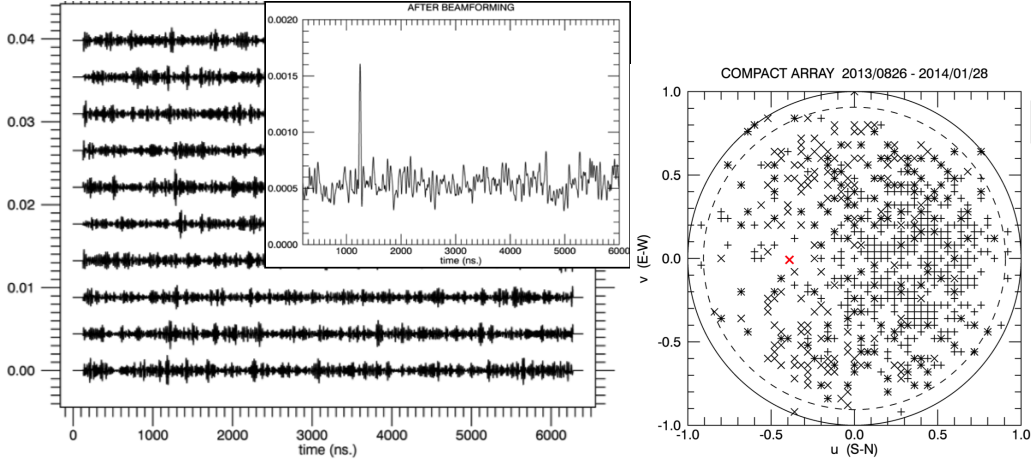 AFTER BEAMFORMING
0.0020
0.0015
0.0010
0.0005
0.0000
1000 2000 3000 4000 5000 6000
time (ns.)
0.04
0.03
0.02
0.01
0.00
0 1000 2000 3000 4000 5000 6000
time (ns.)
COMPACT ARRAY 2013/0826 - 2014/01/28
1.0
0.5
0.0
-0.5
-1.0
v (E-W)
-1.0 -0.5 0.0 0.5 1.0
u (S-N)